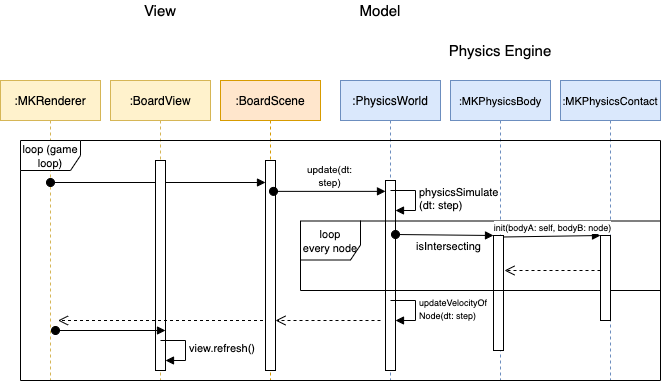 View
Model
Physics Engine
:MKRenderer
:BoardView
:BoardScene
:PhysicsWorld
:MKPhysicsBody
:MKPhysicsContact
loop (game
loop)
update(dt:
step)
physicsSimulate
(dt: step)
loop
every node
init(bodyA: self, bodyB: node)
isIntersecting
updateVelocityOf
Node(dt: step)
view.refresh()